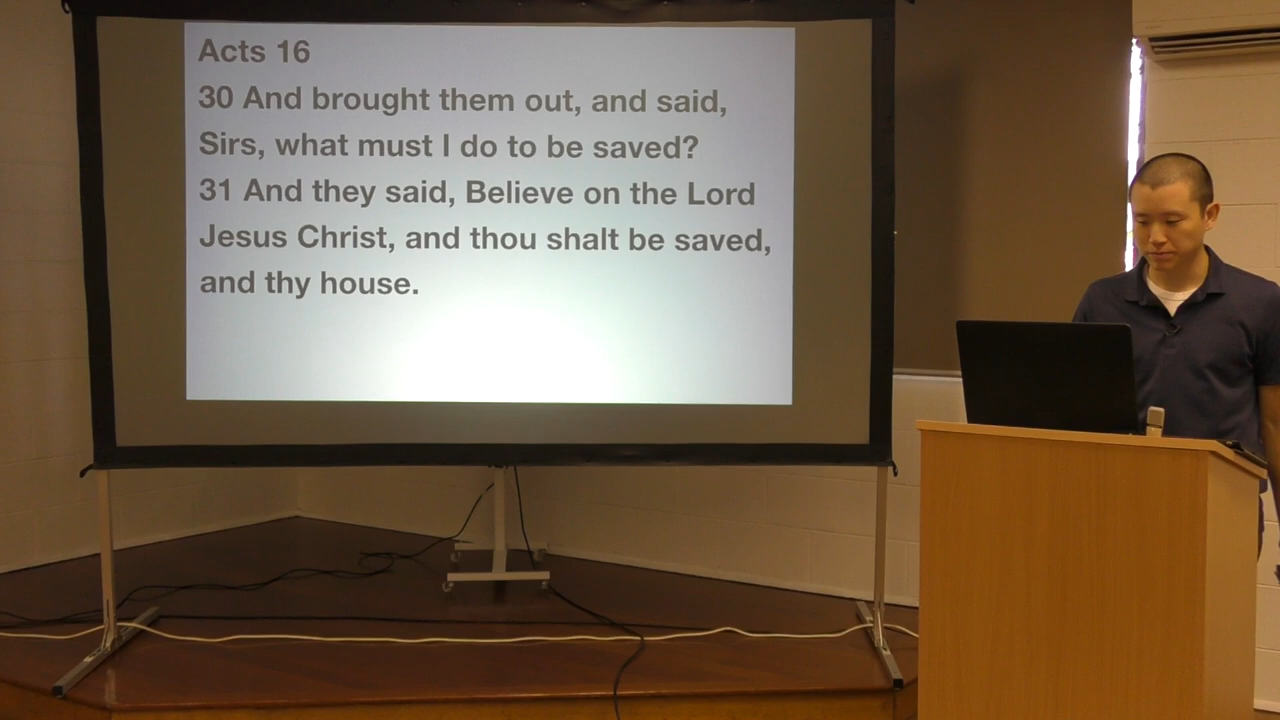 Acts 16
30 And brought them out, and said,
Sirs, what must I do to be saved?
31 And they said, Believe on the Lord
Jesus Christ, and thou shalt be saved,
and thy house.